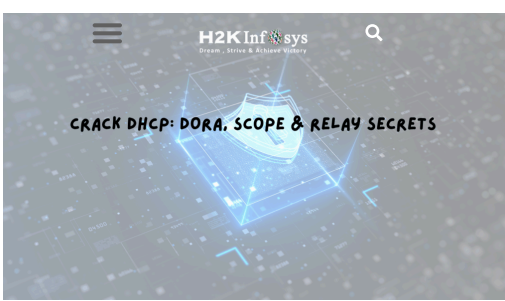 H2K Infosys
Dream , Strive & Achieve Victory
CRACK DHCP: DORA, SCOPE & RELAY SECRETS